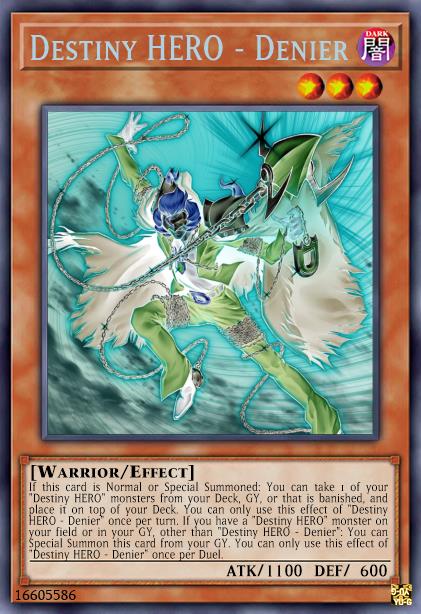 Destiny HERO - Denier
DARK
闇
[Warrior/Effect]
If this card is Normal or Special Summoned: You can take 1 of your
"Destiny HERO" monsters from your Deck, GY, or that is banished, and
place it on top of your Deck. You can only use this effect of "Destiny
HERO - Denier" once per turn. If you have a "Destiny HERO" monster on
your field or in your GY, other than "Destiny HERO - Denier": You can
Special Summon this card from your GY. You can only use this effect of
"Destiny HERO - Denier" once per Duel.
ATK/1100 DEF/ 600
16605586